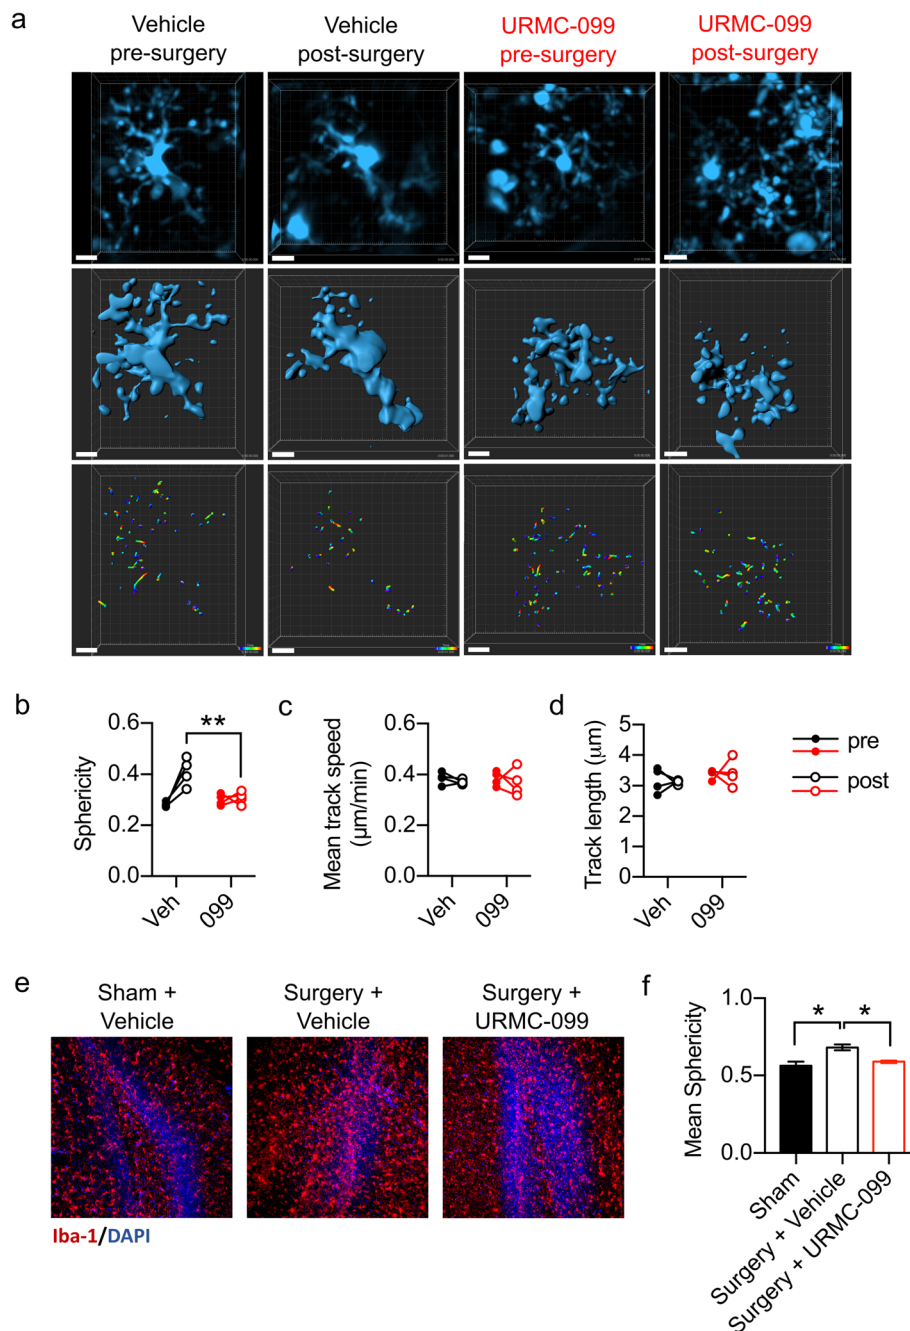 a
Vehicle
pre-surgery
Vehicle
post-surgery
URMC-099
pre-surgery
URMC-099
post-surgery
b
Sphericity
0.6
0.4
0.2
0.0
**
Veh
099
c
Mean track speed
(μm/min)
0.6
0.4
0.2
0.0
Veh
099
d
Track length (μm)
5
4
3
2
1
0
Veh
099
pre
post
e
Sham +
Vehicle
Surgery +
Vehicle
Surgery +
URMC-099
Iba-1/DAPI
f
Mean Sphericity
1.0
0.5
0.0
*
*
Sham
Surgery + Vehicle
Surgery + URMC-099